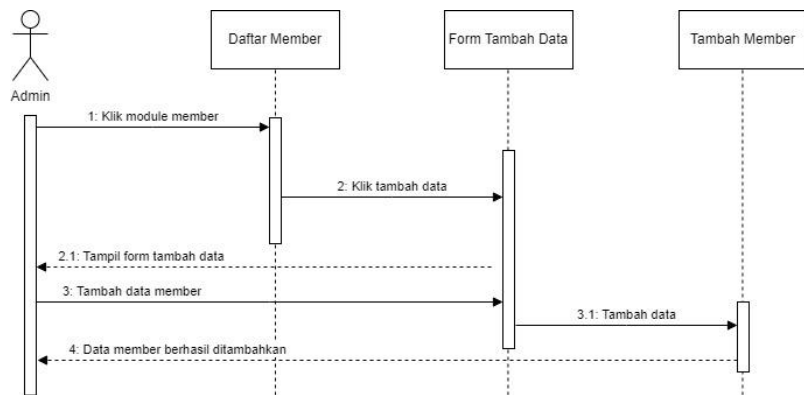 Daftar Member
Form Tambah Data
Tambah Member
Admin
1: Klik module member
2: Klik tambah data
2.1: Tampil form tambah data
3: Tambah data member
3.1: Tambah data
4: Data member berhasil ditambahkan